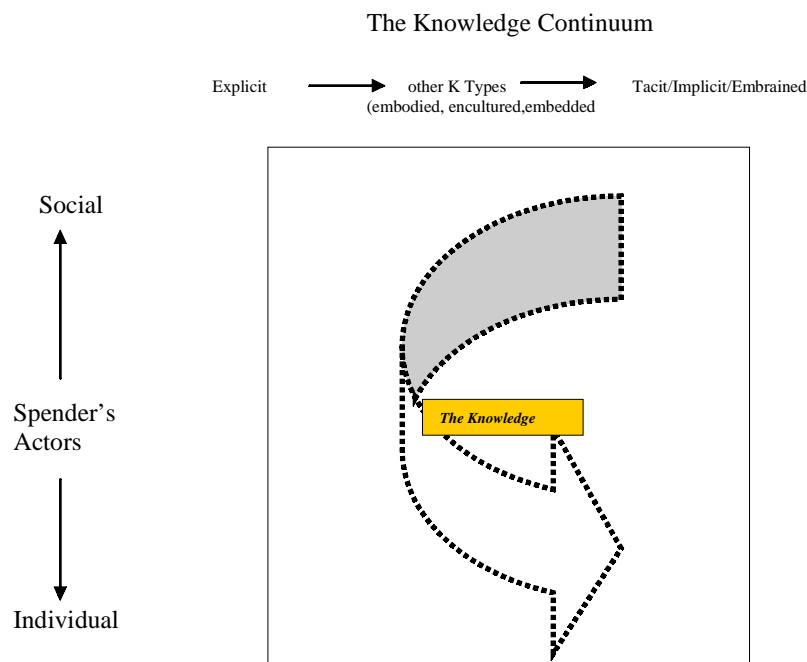 The Knowledge Continuum
Explicit other K Types Tacit/Implicit/Embrained
(embodied, encultured,embedded
Social
The Knowledge
Spender’s
Actors
Individual